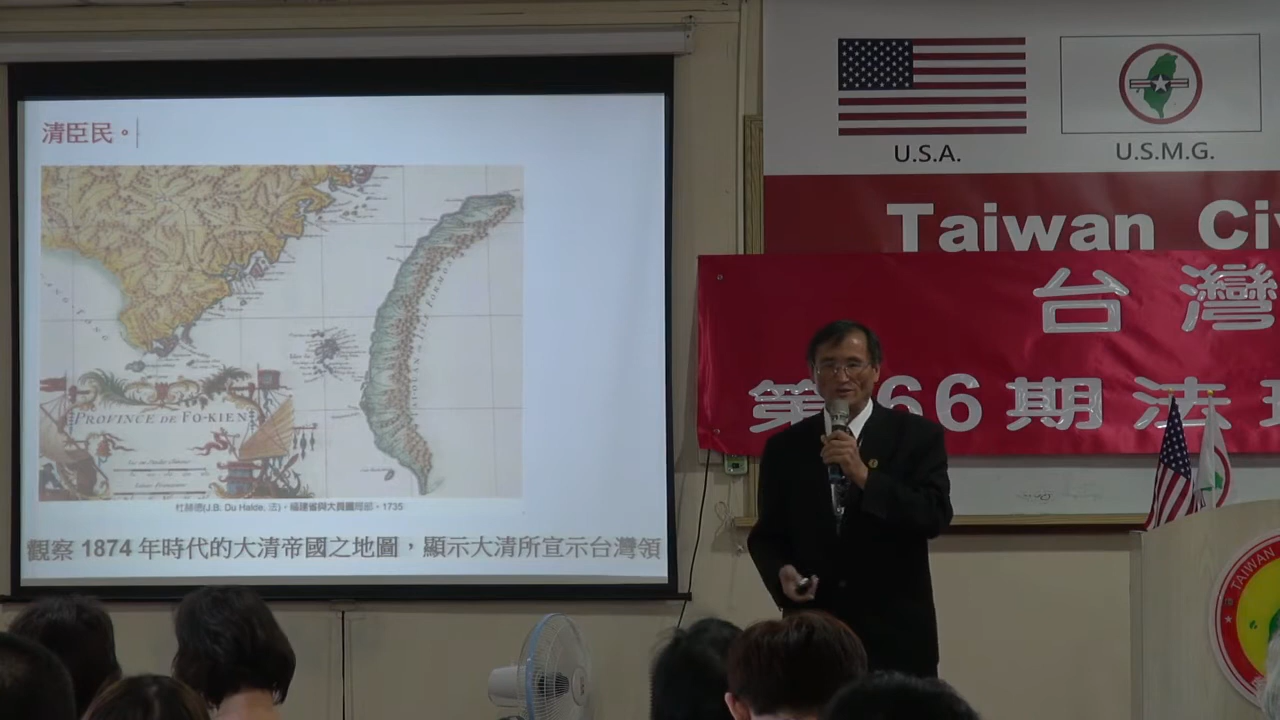 清臣民。
PROVINCE DE FO-KIEN
杜赫德(J.B. Du Halde, 法)，福建省與大員圖局部，1735
觀察 1874 年時代的大清帝國之地圖，顯示大清所宣示台灣領
U.S.A.
U.S.M.G.
Taiwan Ci
台灣
第66期法
TAIWAN